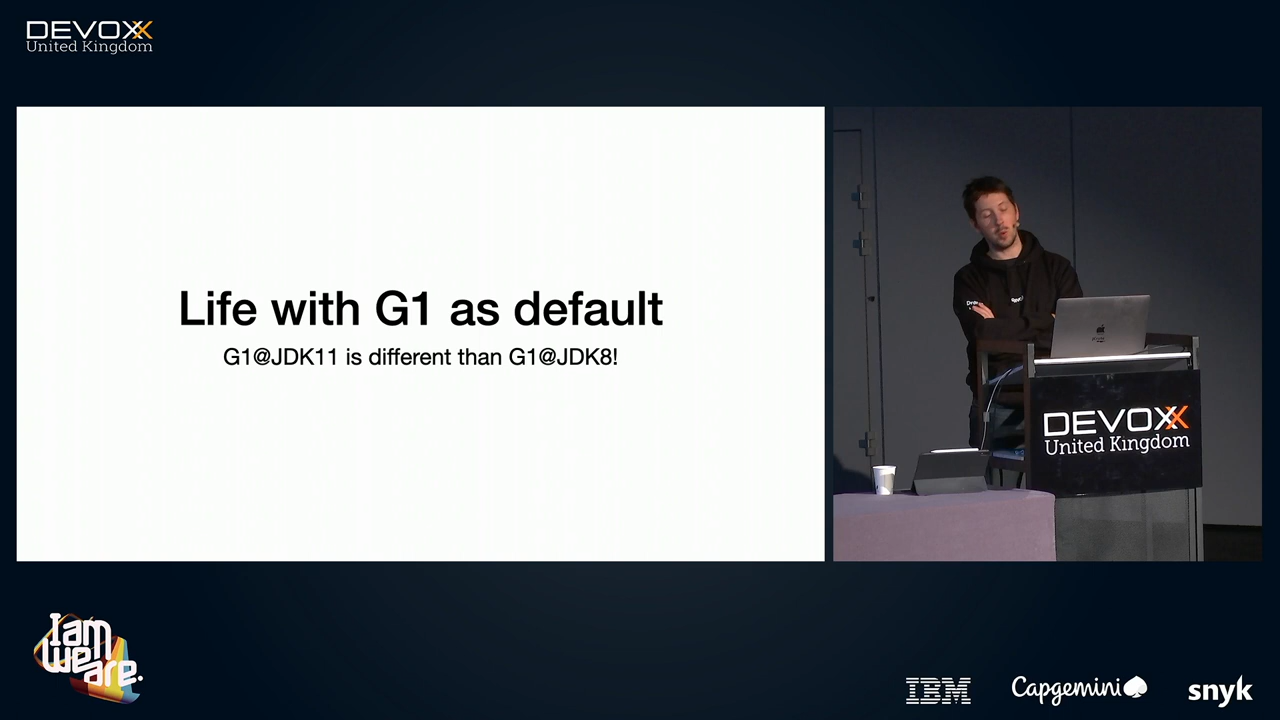 DEVOXX
United Kingdom
Life with G1 as default
G1@JDK11 is different than G1@JDK8!
DEVOXX
United Kingdom
I am
We
are.
IBM
Capgemini
snyk